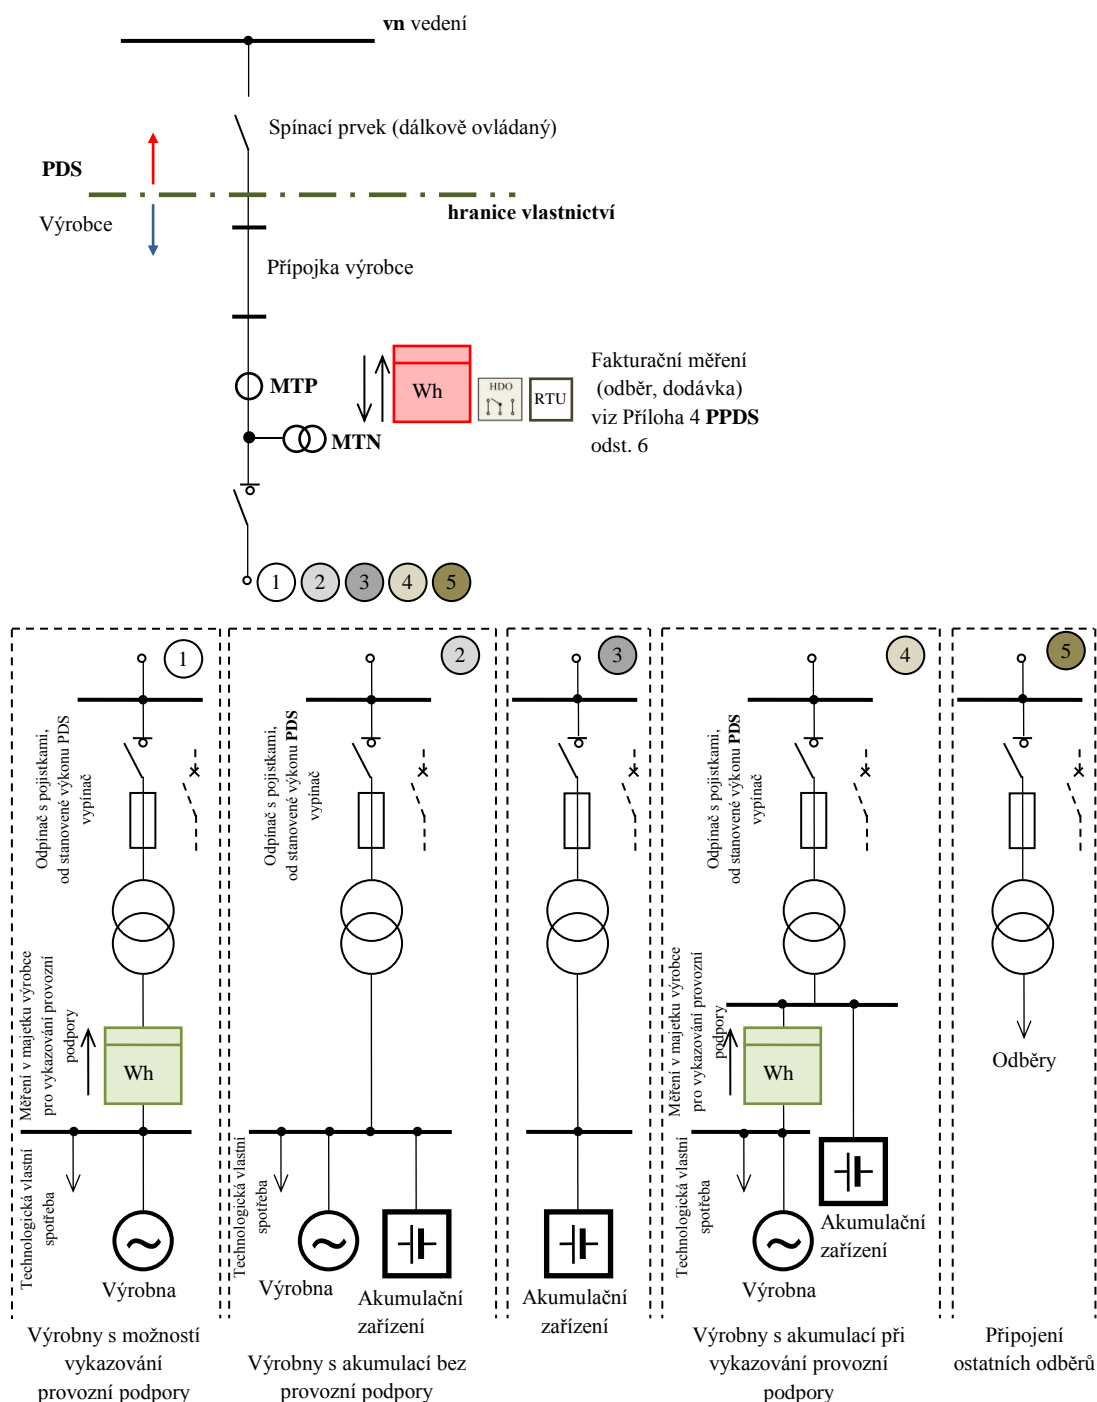 vn vedení
Spínací prvek (dálkově ovládaný)
PDS
hranice vlastnictví
Výrobce
Přípojka výrobce
MTP
Wh
HDO
RTU
Fakturační měření
(odběr, dodávka)
viz Příloha 4 PPDS
odst. 6
MTN
1
2
3
4
5
1
Odpínač s pojistkami,
od stanovené výkonu PDS
vypínač
Měření v majetku výrobce
pro vykazování provozní
podpory
Wh
Technologická vlastní
spotřeba
Výrobna
Výrobny s možností
vykazování
provozní podpory
2
Odpínač s pojistkami,
od stanovené výkonu PDS
vypínač
Technologická vlastní
spotřeba
Výrobna
Akumulační
zařízení
Výrobny s akumulací bez
provozní podpory
3
Akumulační
zařízení
4
Odpínač s pojistkami,
od stanovené výkonu PDS
vypínač
Měření v majetku výrobce
pro vykazování provozní
podpory
Wh
Technologická vlastní
spotřeba
Výrobna
Akumulační
zařízení
Výrobny s akumulací při
vykazování provozní
podpory
5
Odběry
Připojení
ostatních odběrů